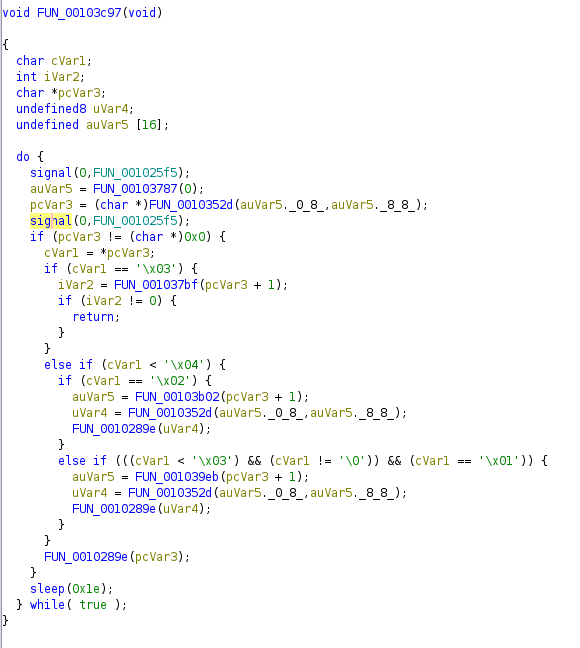 void FUN_00103c97(void)
{
char cVar1;
int iVar2;
char *pcVar3;
undefined8 uVar4;
undefined auVar5 [16];
do {
signal(0,FUN_001025f5);
auVar5 = FUN_00103787(0);
pcVar3 = (char *)FUN_0010352d(auVar5._0_8_,auVar5._8_8_);
signal(0,FUN_001025f5);
if (pcVar3 != (char *)0x0) {
cVar1 = *pcVar3;
if (cVar1 == '\x03') {
iVar2 = FUN_001037bf(pcVar3 + 1);
if (iVar2 != 0) {
return;
}
}
else if (cVar1 < '\x04') {
if (cVar1 == '\x02') {
auVar5 = FUN_00103b02(pcVar3 + 1);
uVar4 = FUN_0010352d(auVar5._0_8_,auVar5._8_8_);
FUN_0010289e(uVar4);
}
else if (((cVar1 < '\x03') && (cVar1 != '\0')) && (cVar1 == '\x01')) {
auVar5 = FUN_001039eb(pcVar3 + 1);
uVar4 = FUN_0010352d(auVar5._0_8_,auVar5._8_8_);
FUN_0010289e(uVar4);
}
}
FUN_0010289e(pcVar3);
}
sleep(0x1e);
} while( true );
}